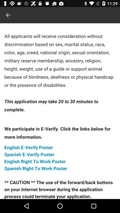 11:29
All applicants will receive consideration without
discrimination based on sex, marital status, race,
color, age, creed, national origin, sexual orientation,
military reserve membership, ancestry, religion,
height, weight, use of a guide or support animal
because of blindness, deafness or physical handicap
or the presence of disabilities.
This application may take 20 to 30 minutes to
complete.
We participate in E-Verify. Click the links below for
more information.
English E-Verify Poster
Spanish E-Verify Poster
English Right To Work Poster
Spanish Right To Work Poster
** CAUTION ** The use of the forward/back buttons
on your internet browser during the application
process could cause your application to